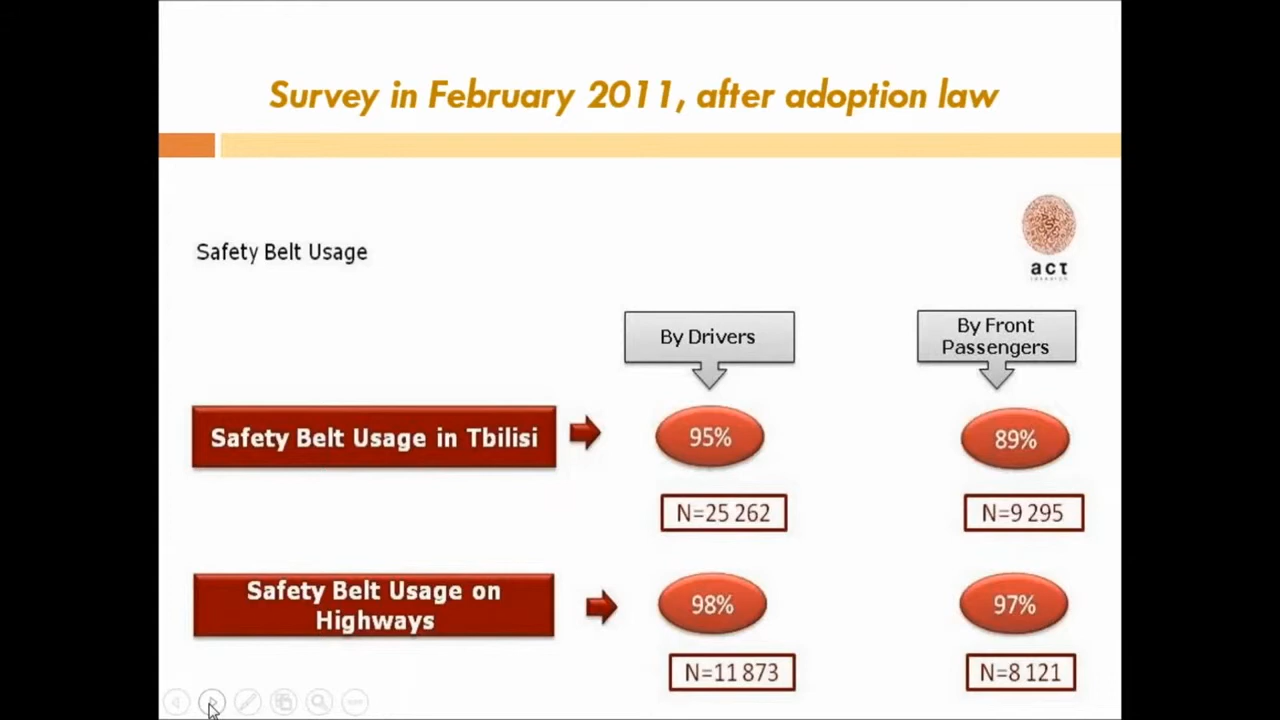 Survey in February 2011, after adoption law
Safety Belt Usage
act
By Drivers
By Front
Passengers
Safety Belt Usage in Tbilisi
95%
89%
N=25 262
N=9 295
Safety Belt Usage on
Highways
98%
97%
N=11 873
N=8 121